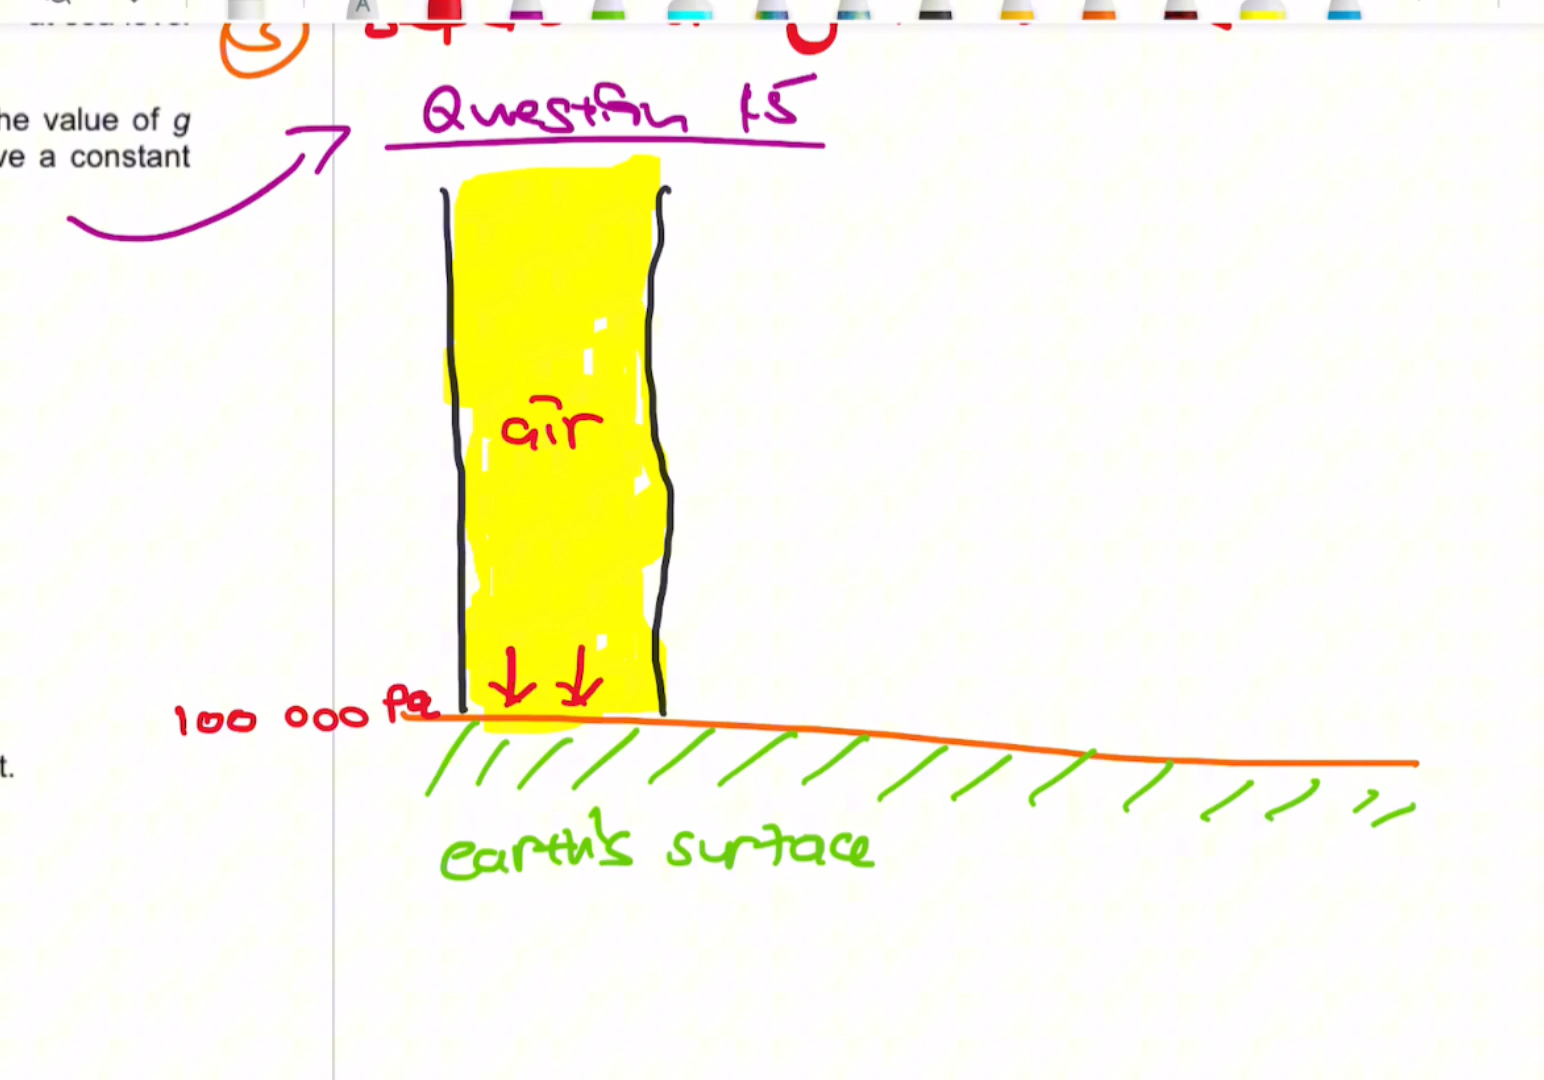 he value of g
ve a constant
Question 15
air
100 000 Pa
t.
earth's surface